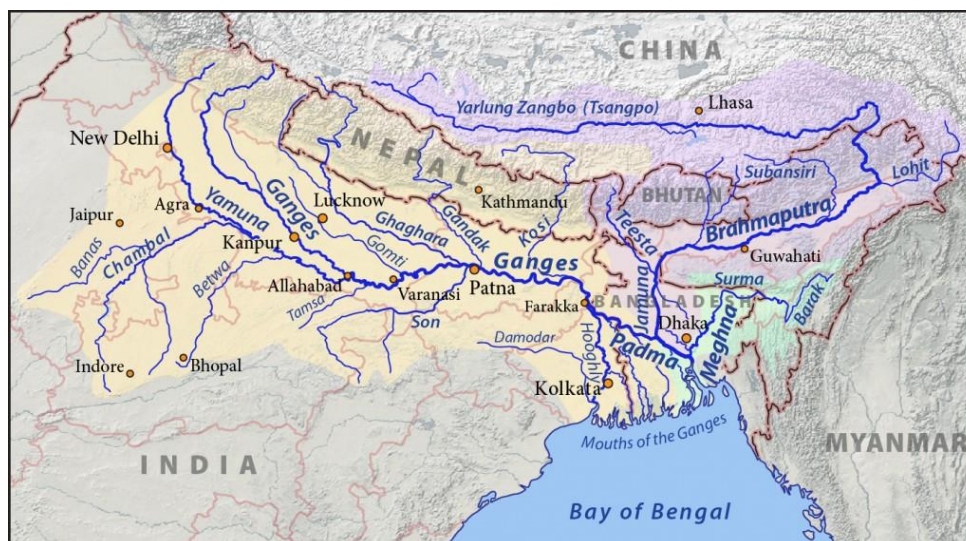 CHINA
Yarlung Zangbo (Tsangpo)
Lhasa
New Delhi
NEPAL
Subansiri
Lohit
BHUTAN
Kathmandu
Lucknow
Jaipur
Agra
Yamuna
Ganges
Ghaghara
Gandak
Kosi
Teesta
Brahmaputra
Banas
Chambal
Kanpur
Gomti
Guwahati
Betwa
Ganges
Allahabad
Varanasi
Patna
Jamuna
Surma
Tamsa
Farakka
BANGLADESH
Barak
Son
Damodar
Hooghly
Padma
Dhaka
Meghna
Indore
Bhopal
Kolkata
Mouths of the Ganges
INDIA
MYANMAR
Bay of Bengal